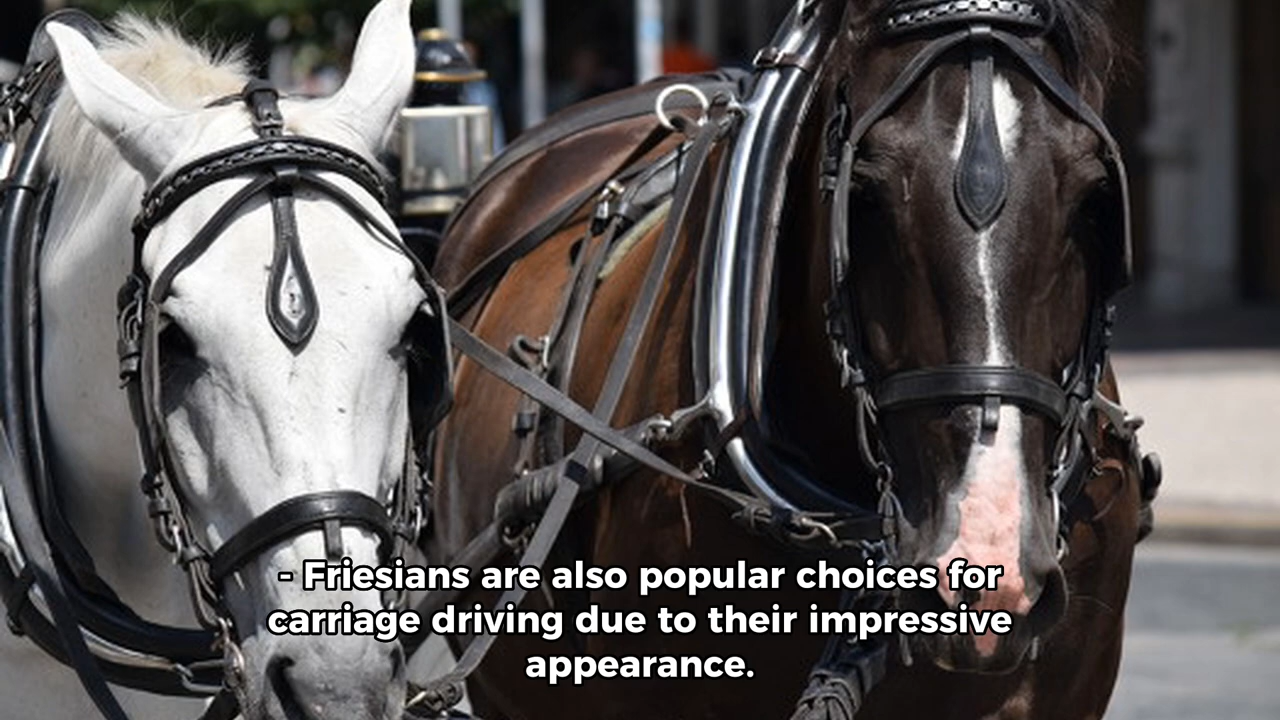 - Friesians are also popular choices for
carriage driving due to their impressive
appearance.